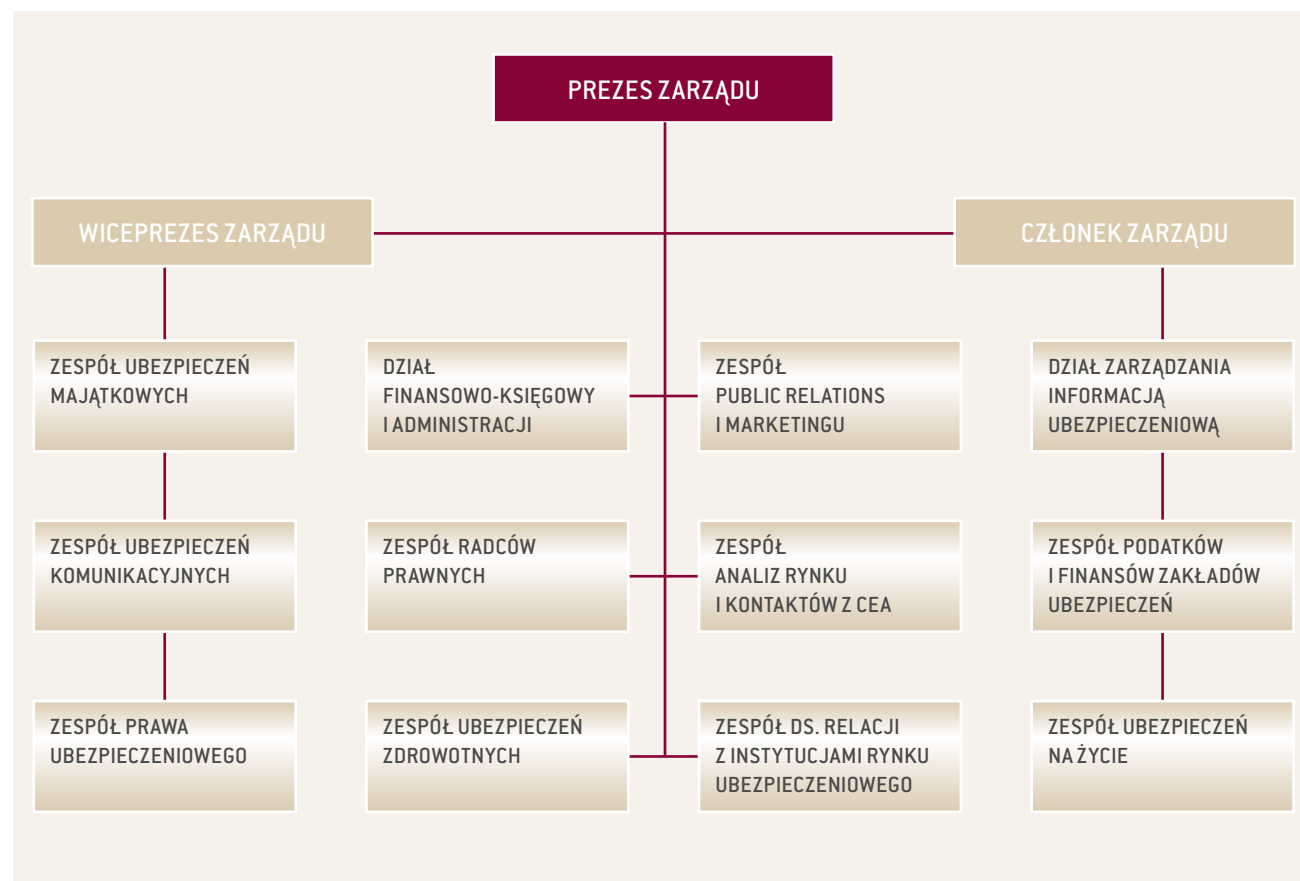 PREZES ZARZĄDU
WICEPREZES ZARZĄDU
CZŁONEK ZARZĄDU
ZESPÓŁ UBEZPIECZEŃ
MAJĄTKOWYCH
DZIAŁ
FINANSOWO-KSIĘGOWY
I ADMINISTRACJI
ZESPÓŁ
PUBLIC RELATIONS
I MARKETINGU
DZIAŁ ZARZĄDZANIA
INFORMACJĄ
UBEZPIECZENIOWĄ
ZESPÓŁ UBEZPIECZEŃ
KOMUNIKACYJNYCH
ZESPÓŁ RADCÓW
PRAWNYCH
ZESPÓŁ
ANALIZ RYNKU
I KONTAKTÓW Z CEA
ZESPÓŁ PODATKÓW
I FINANSÓW ZAKŁADÓW
UBEZPIECZEŃ
ZESPÓŁ PRAWA
UBEZPIECZENIOWEGO
ZESPÓŁ UBEZPIECZEŃ
ZDROWOTNYCH
ZESPÓŁ DS. RELACJI
Z INSTYTUCJAMI RYNKU
UBEZPIECZENIOWEGO
ZESPÓŁ UBEZPIECZEŃ
NA ŻYCIE